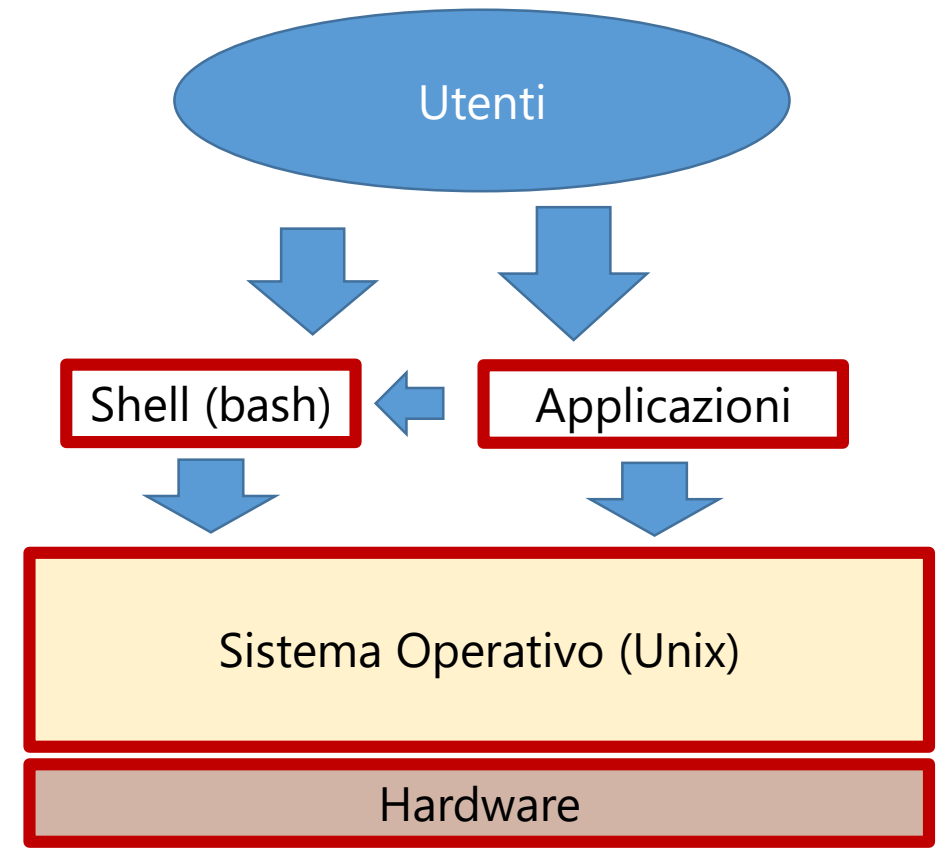 Utenti
Shell (bash)
Applicazioni
Sistema Operativo (Unix)
Hardware